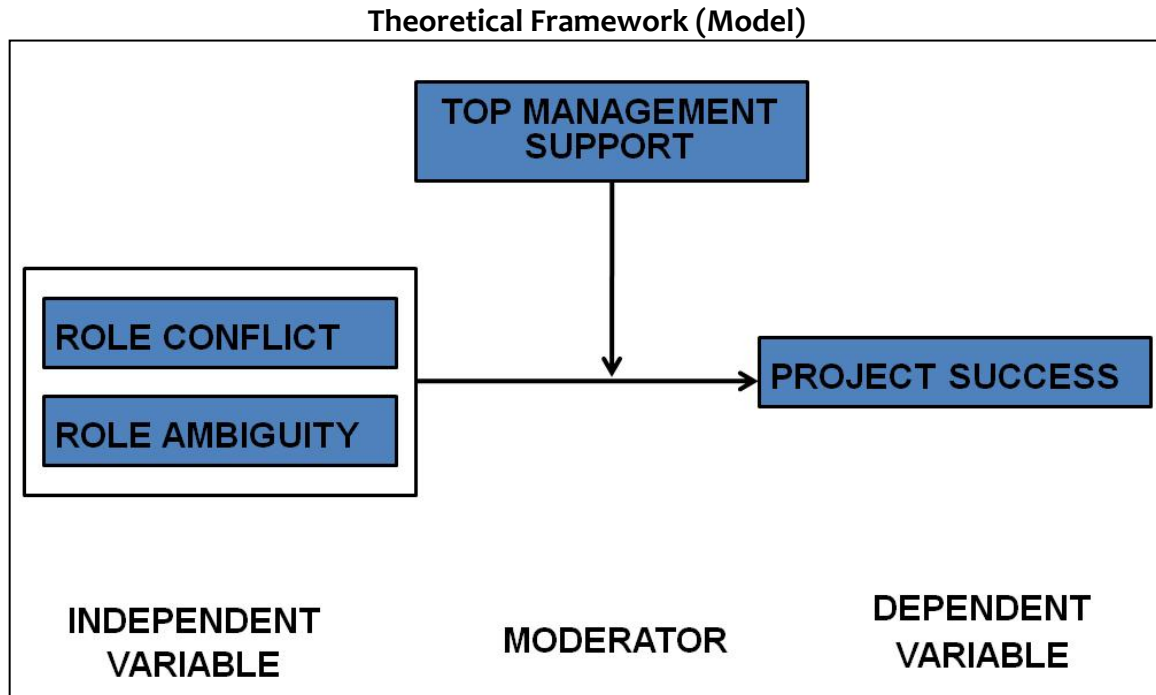 Theoretical Framework (Model)
TOP MANAGEMENT
SUPPORT
ROLE CONFLICT
ROLE AMBIGUITY
PROJECT SUCCESS
INDEPENDENT
VARIABLE
MODERATOR
DEPENDENT
VARIABLE